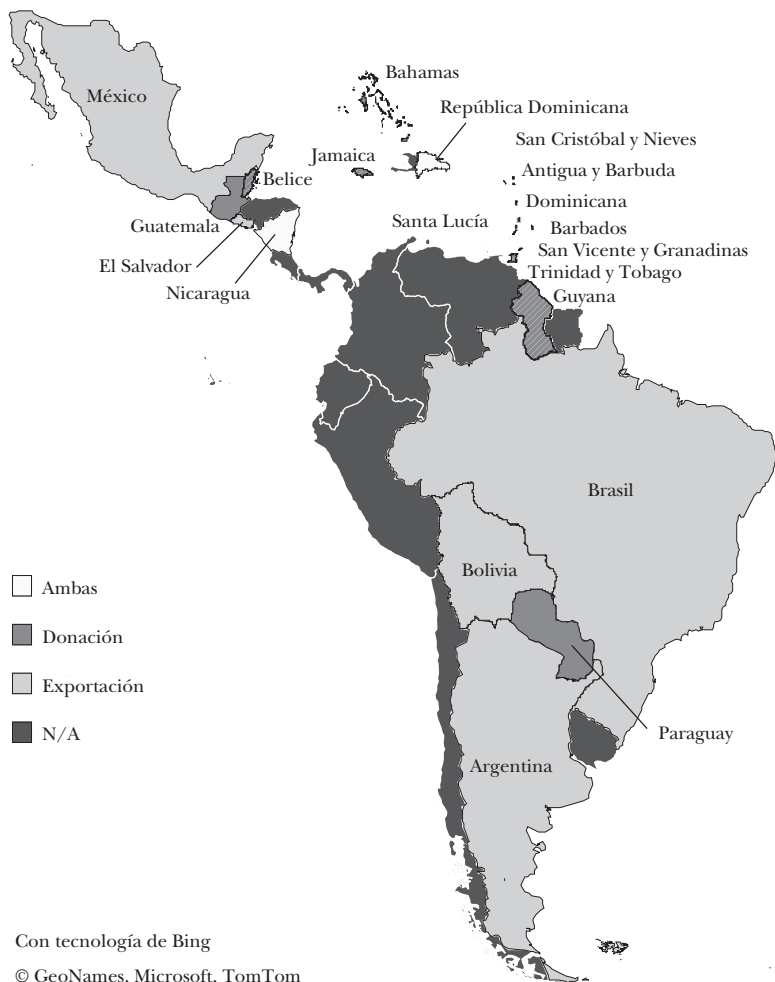 Bahamas
República Dominicana
México
San Cristóbal y Nieves
Jamaica
Antigua y Barbuda
Belice
Dominicana
Santa Lucía
Guatemala
Barbados
San Vicente y Granadinas
El Salvador
Trinidad y Tobago
Nicaragua
Guyana
Brasil
Bolivia
Ambas
Donación
Exportación
N/A
Paraguay
Argentina
Con tecnología de Bing
© GeoNames, Microsoft, TomTom